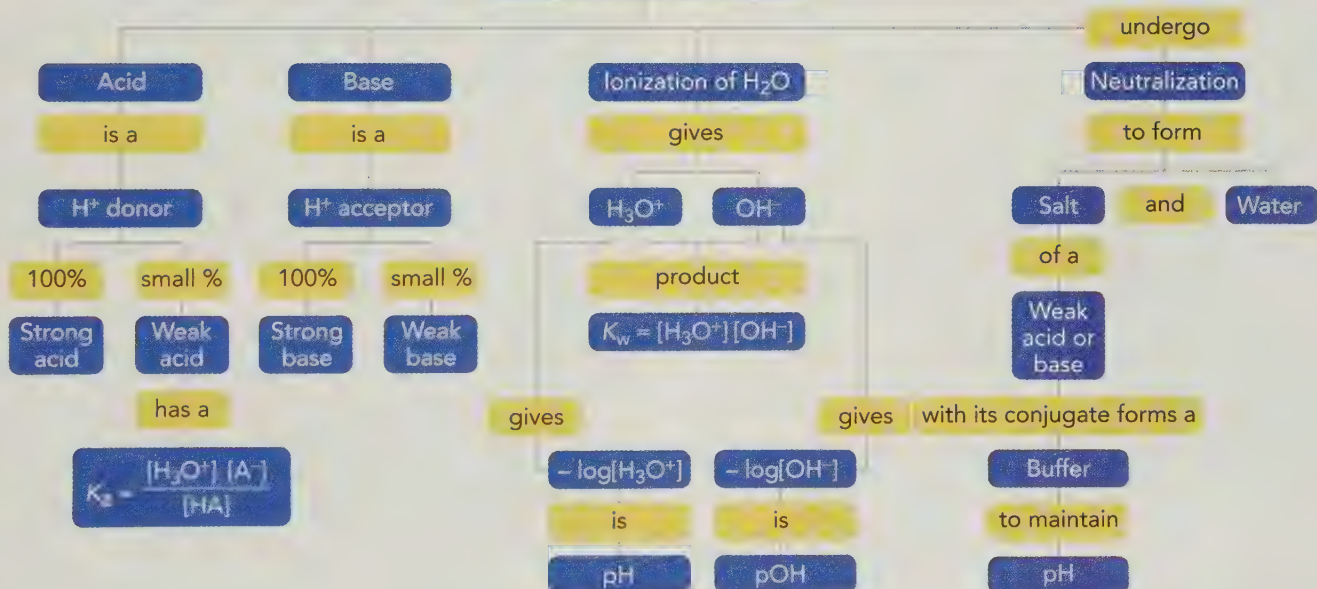 undergo
Acid
Base
Ionization of H₂O
Neutralization
is a
is a
gives
to form
H⁺ donor
H⁺ acceptor
H₃O⁺
OH⁻
Salt
and
Water
100%
small %
100%
small %
product
of a
Strong
acid
Weak
acid
Strong
base
Weak
base
K_w = [H₃O⁺][OH⁻]
Weak
acid or
base
has a
gives
gives
with its conjugate forms a
K_a = [H₃O⁺] [A⁻]
[HA]
− log[H₃O⁺]
− log[OH⁻]
Buffer
is
is
to maintain
pH
pOH
pH